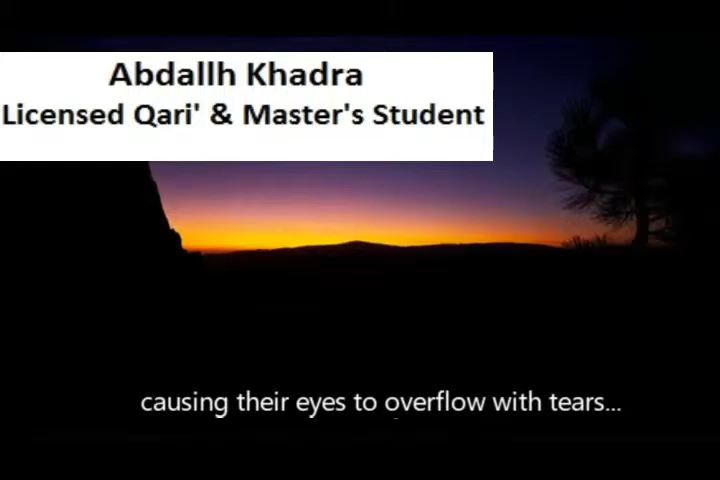 Abdallh Khadra
Licensed Qari' & Master's Student
causing their eyes to overflow with tears...